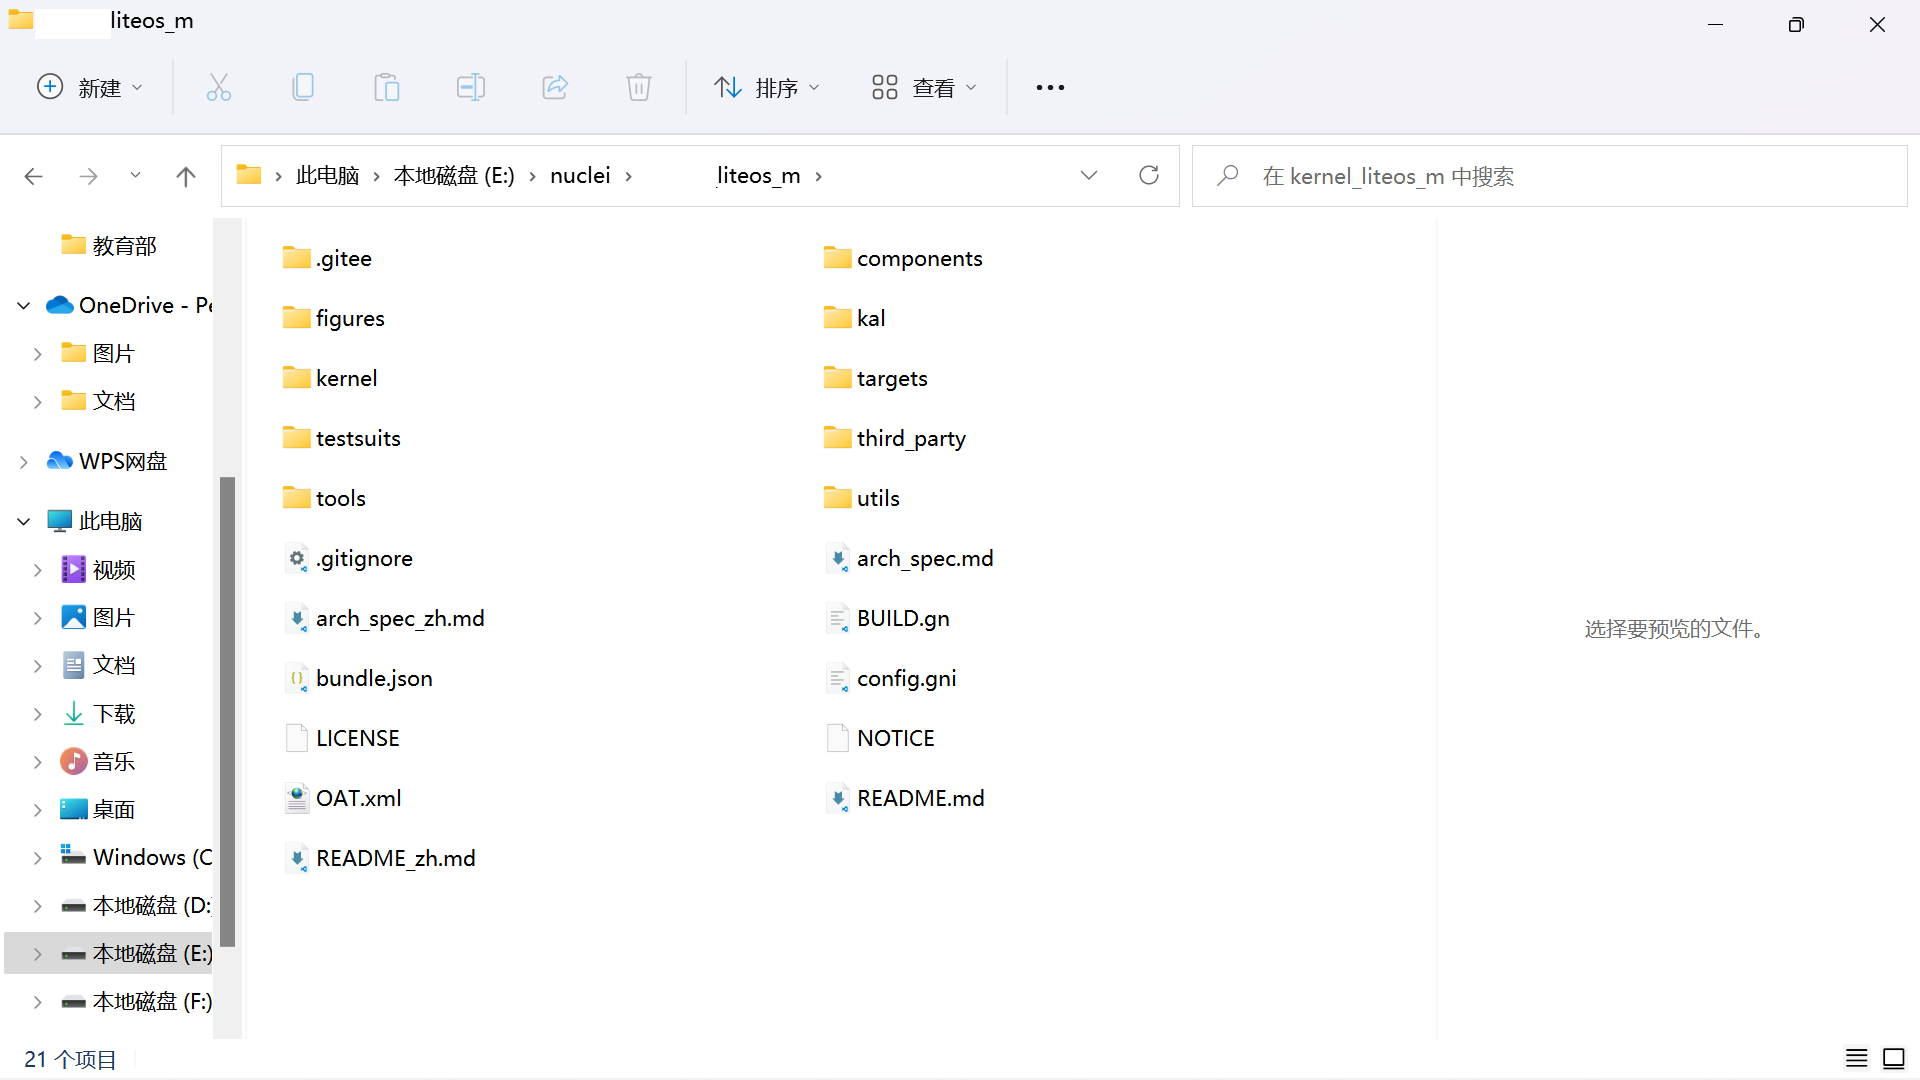 liteos_m
新建
排序
查看
此电脑
本地磁盘 (E:)
nuclei
liteos_m
在 kernel_liteos_m 中搜索
教育部
OneDrive - Pe
图片
文档
WPS网盘
此电脑
视频
图片
文档
下载
音乐
桌面
Windows (C
本地磁盘 (D:)
本地磁盘 (E:)
本地磁盘 (F:)
.gitee
components
figures
kal
kernel
targets
testsuits
third_party
tools
utils
.gitignore
arch_spec.md
arch_spec_zh.md
BUILD.gn
bundle.json
config.gni
LICENSE
NOTICE
OAT.xml
README.md
README_zh.md
选择要预览的文件。
21 个项目